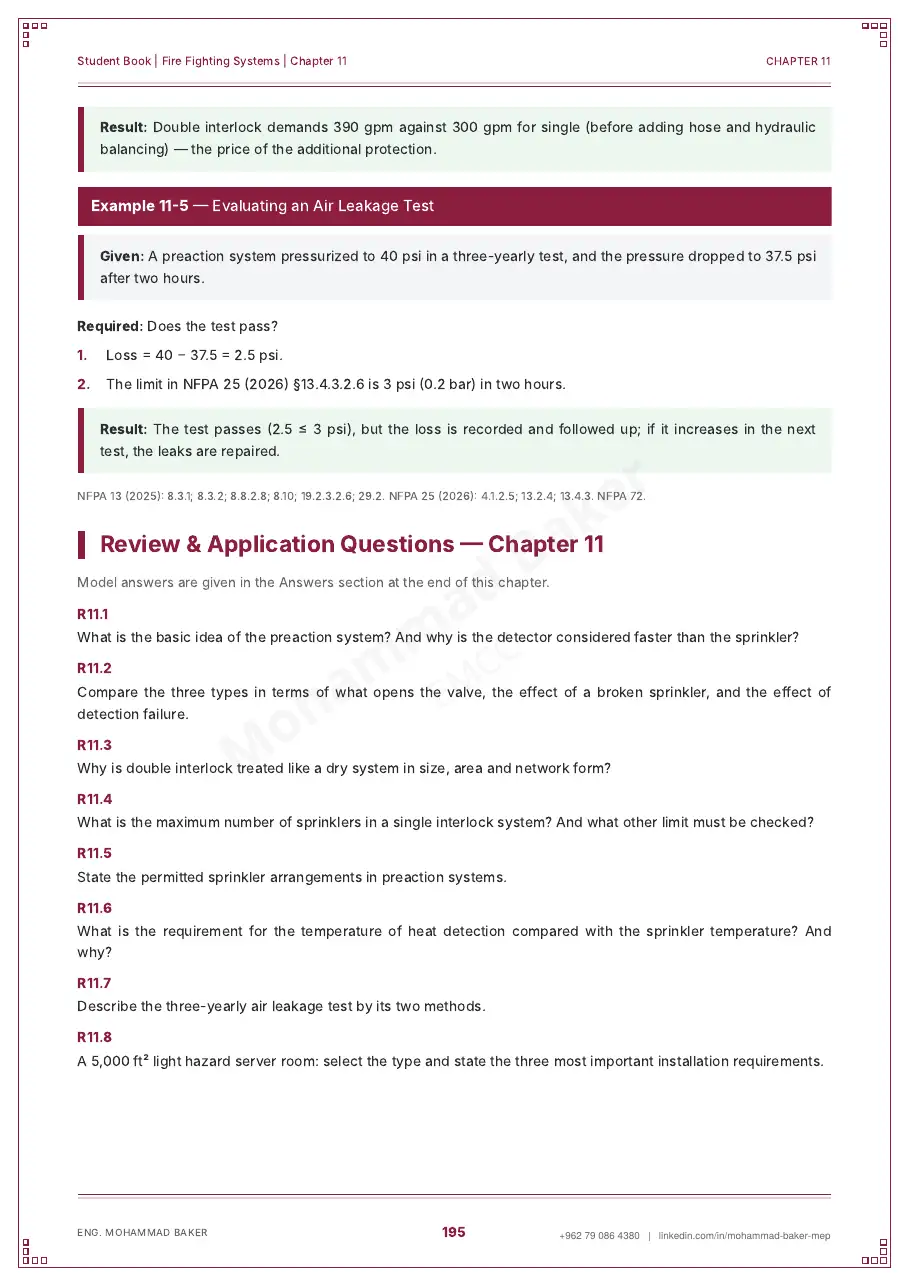 Student Book | Fire Fighting Systems | Chapter 11
CHAPTER 11
Result: Double interlock demands 390 gpm against 300 gpm for single (before adding hose and hydraulic
balancing) — the price of the additional protection.
Example 11-5 — Evaluating an Air Leakage Test
Given: A preaction system pressurized to 40 psi in a three-yearly test, and the pressure dropped to 37.5 psi
after two hours.
Required: Does the test pass?
1. Loss = 40 − 37.5 = 2.5 psi.
2. The limit in NFPA 25 (2026) §13.4.3.2.6 is 3 psi (0.2 bar) in two hours.
Result: The test passes (2.5 ≤ 3 psi), but the loss is recorded and followed up; if it increases in the next
test, the leaks are repaired.
NFPA 13 (2025): 8.3.1; 8.3.2; 8.8.2.8; 8.10; 19.2.3.2.6; 29.2. NFPA 25 (2026): 4.1.2.5; 13.2.4; 13.4.3. NFPA 72.
Review & Application Questions — Chapter 11
Model answers are given in the Answers section at the end of this chapter.
R11.1
What is the basic idea of the preaction system? And why is the detector considered faster than the sprinkler?
R11.2
Compare the three types in terms of what opens the valve, the effect of a broken sprinkler, and the effect of
detection failure.
R11.3
Why is double interlock treated like a dry system in size, area and network form?
R11.4
What is the maximum number of sprinklers in a single interlock system? And what other limit must be checked?
R11.5
State the permitted sprinkler arrangements in preaction systems.
R11.6
What is the requirement for the temperature of heat detection compared with the sprinkler temperature? And
why?
R11.7
Describe the three-yearly air leakage test by its two methods.
R11.8
A 5,000 ft² light hazard server room: select the type and state the three most important installation requirements.
Mohammad Baker
EMCC
ENG. MOHAMMAD BAKER
195
+962 79 086 4380 | linkedin.com/in/mohammad-baker-mep